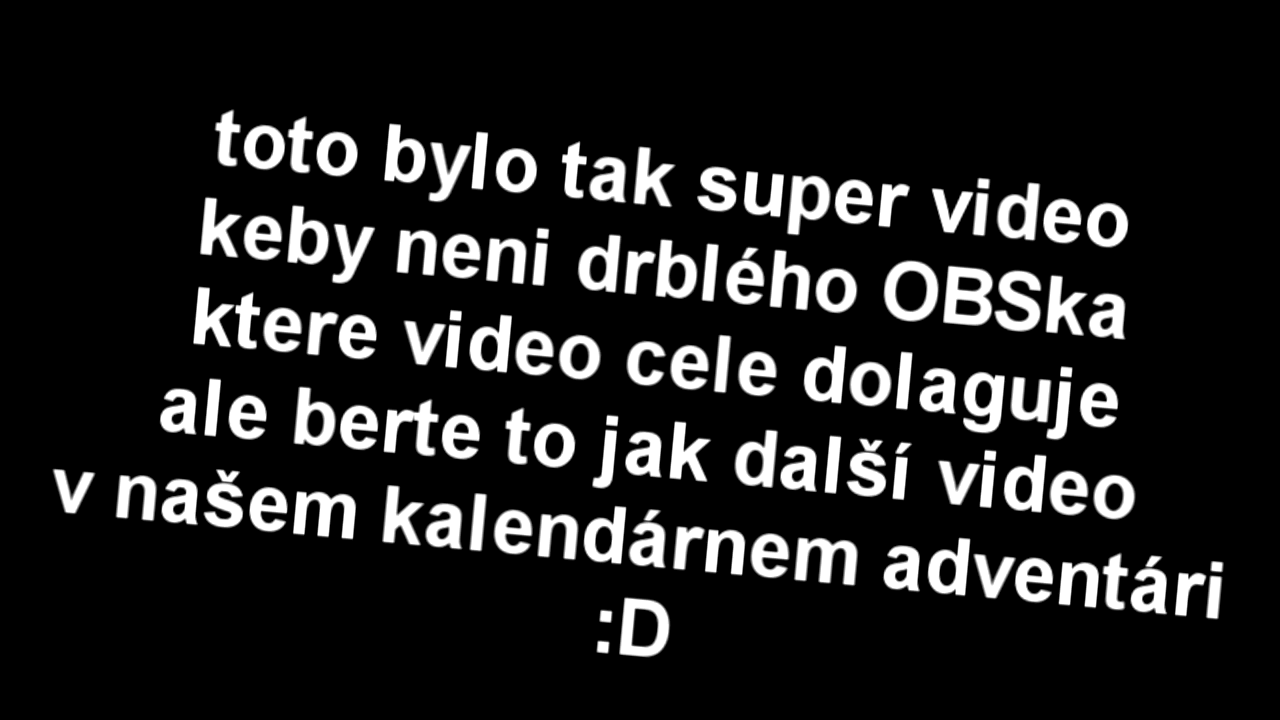 toto bylo tak super video
keby neni drblého OBSka
ktere video cele dolaguje
ale berte to jak další video
v našem kalendárnem adventári
:D